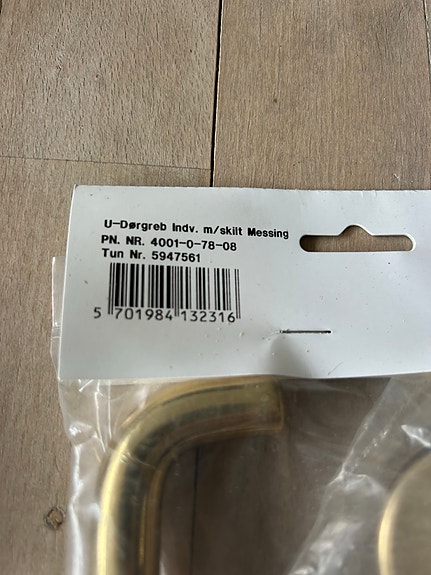 U-Dørgreb Indv. m/skilt Messing
PN. NR. 4001-0-78-08
Tun Nr. 5947561
5 701984 132316